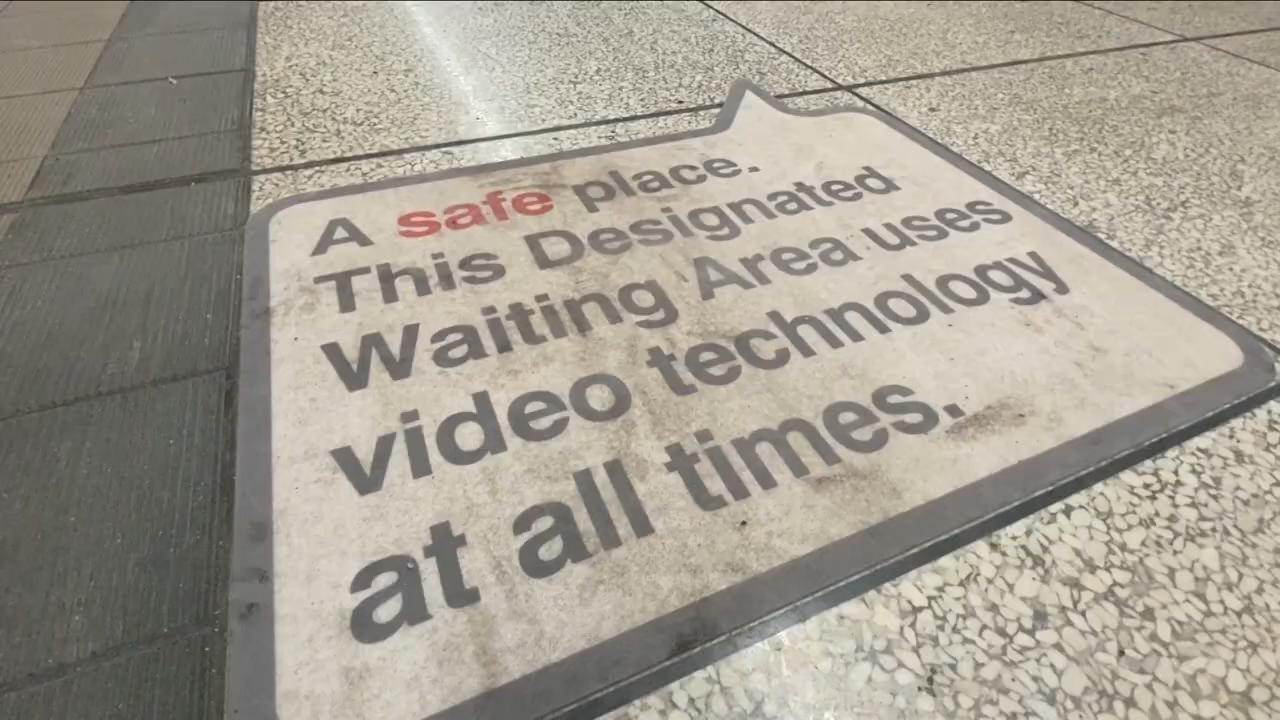 A safe place.
This Designated
Waiting Area uses
video technology
at all times.